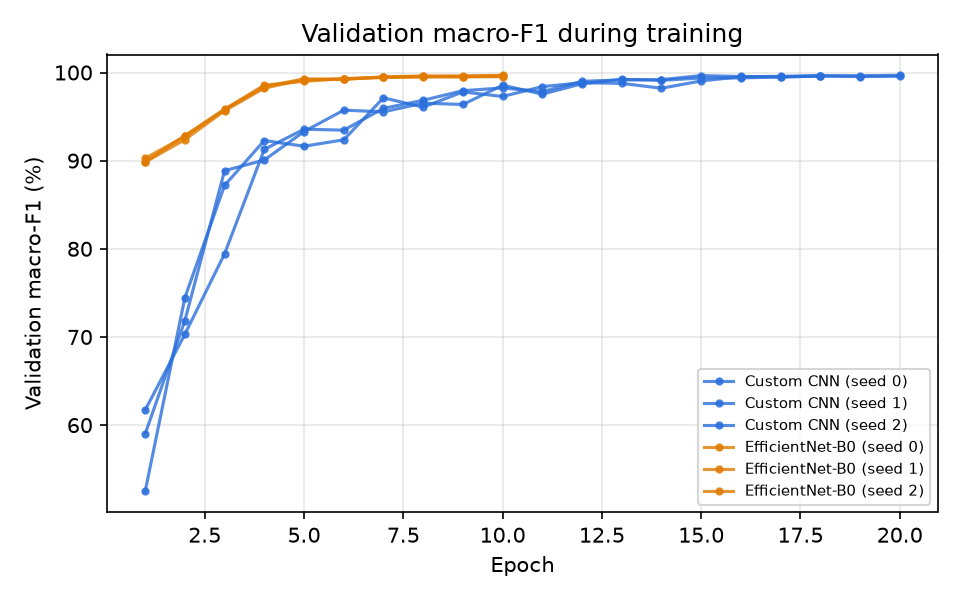 Validation macro-F1 during training
Validation macro-F1 (%)
100
90
80
70
60
Custom CNN (seed 0)
Custom CNN (seed 1)
Custom CNN (seed 2)
EfficientNet-B0 (seed 0)
EfficientNet-B0 (seed 1)
EfficientNet-B0 (seed 2)
2.5 5.0 7.5 10.0 12.5 15.0 17.5 20.0
Epoch